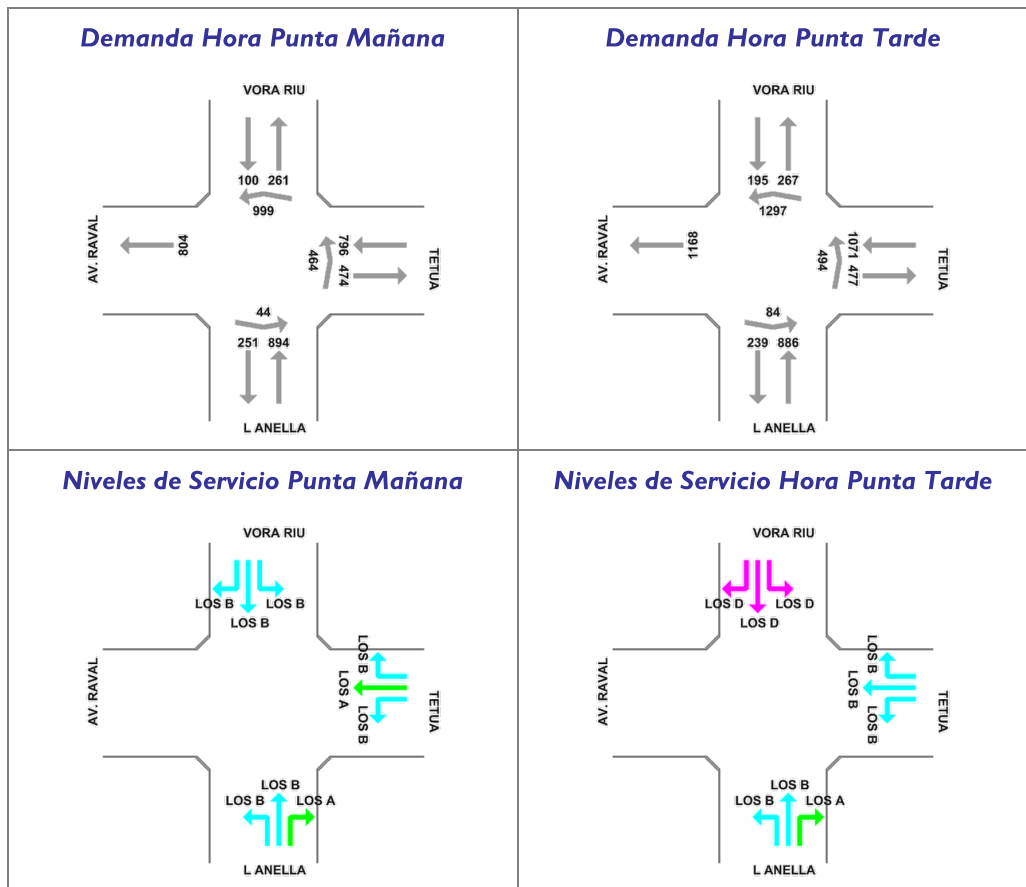 Demanda Hora Punta Mañana
VORA RIU
100 261
999
AV. RAVAL
804
464
796
474
TETUA
44
251 894
L ANELLA
Demanda Hora Punta Tarde
VORA RIU
195 267
1297
AV. RAVAL
1168
494
1071
477
TETUA
84
239 886
L ANELLA
Niveles de Servicio Punta Mañana
VORA RIU
LOS B
LOS B
LOS B
AV. RAVAL
LOS B
LOS A
LOS B
TETUA
LOS B
LOS B
LOS A
L ANELLA
Niveles de Servicio Hora Punta Tarde
VORA RIU
LOS D
LOS D
LOS D
AV. RAVAL
LOS B
LOS B
LOS B
TETUA
LOS B
LOS B
LOS A
L ANELLA